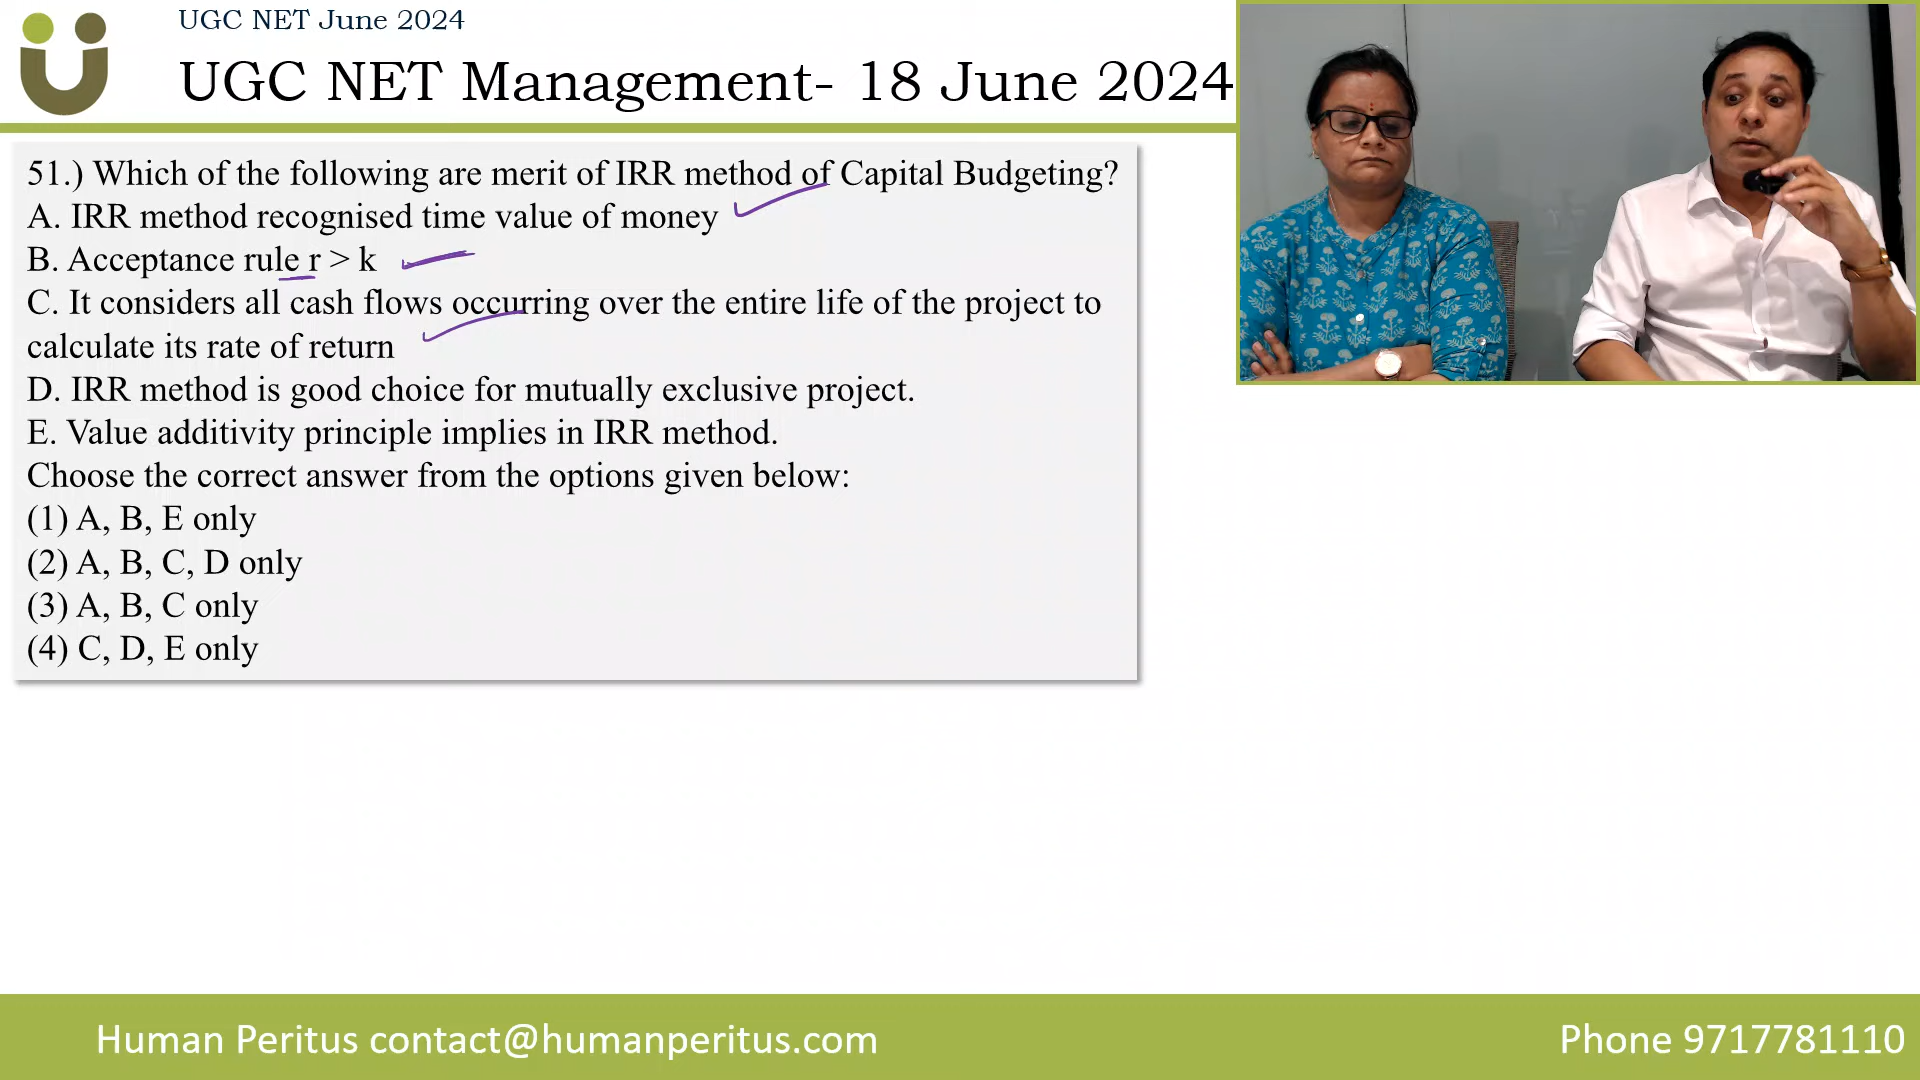 UGC NET June 2024
UGC NET Management- 18 June 2024
51.) Which of the following are merit of IRR method of Capital Budgeting?
A. IRR method recognised time value of money
B. Acceptance rule r > k
C. It considers all cash flows occurring over the entire life of the project to
calculate its rate of return
D. IRR method is good choice for mutually exclusive project.
E. Value additivity principle implies in IRR method.
Choose the correct answer from the options given below:
(1) A, B, E only
(2) A, B, C, D only
(3) A, B, C only
(4) C, D, E only
Human Peritus contact@humanperitus.com
Phone 9717781110